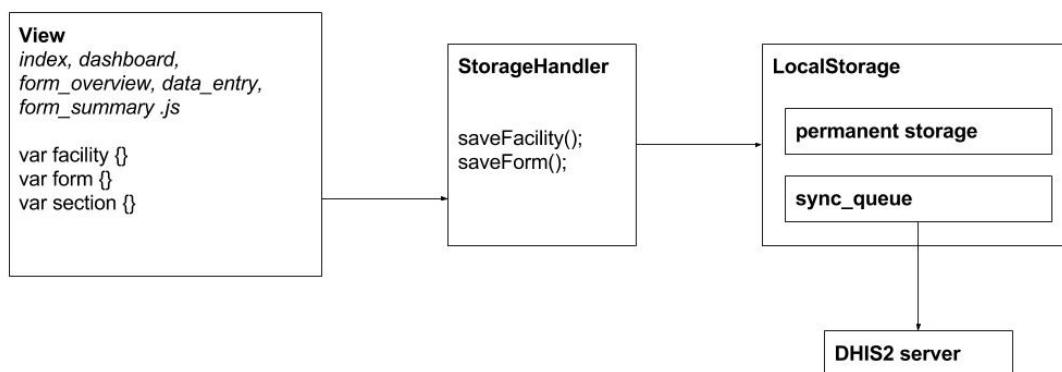 View
index, dashboard,
form_overview, data_entry,
form_summary .js
var facility {}
var form {}
var section {}
StorageHandler
saveFacility();
saveForm();
LocalStorage
permanent storage
sync_queue
DHIS2 server